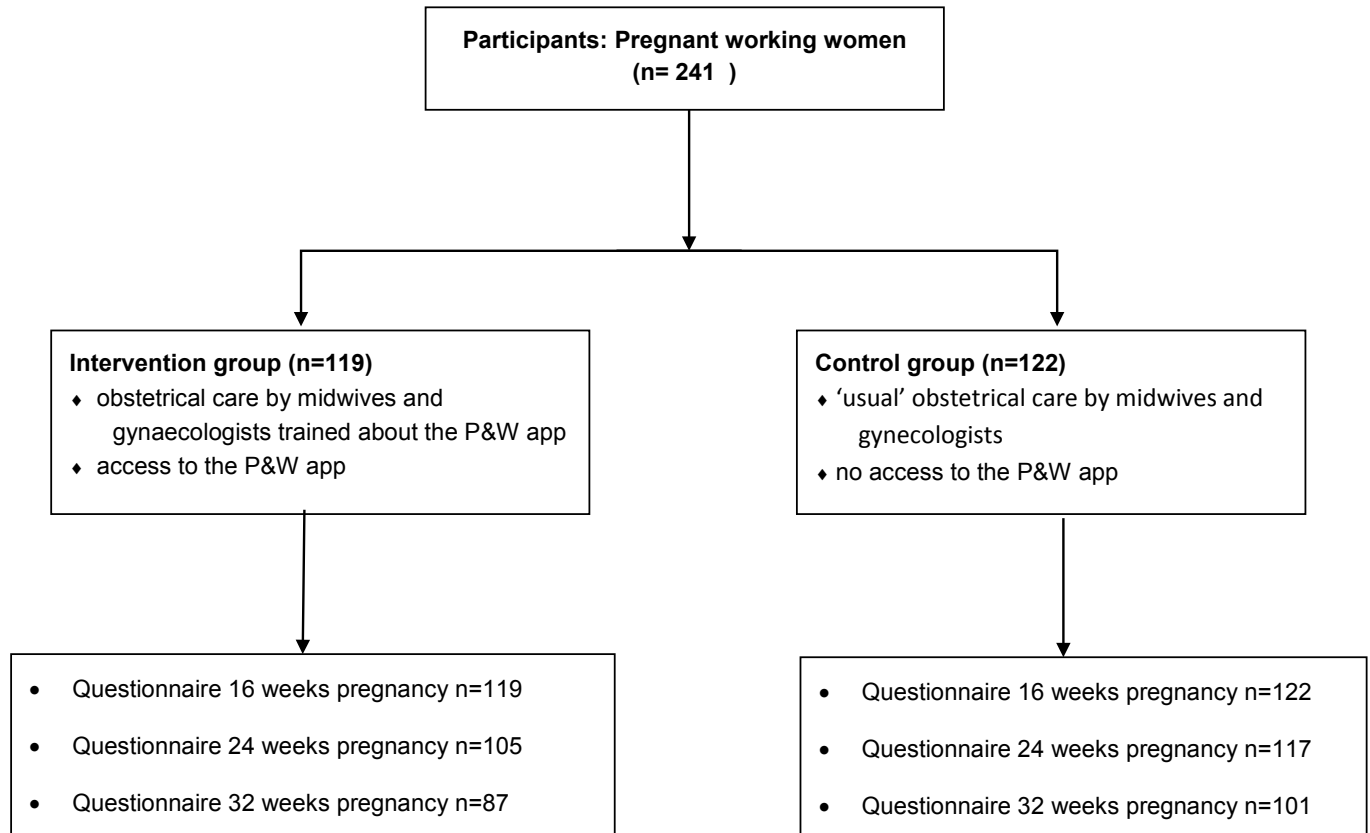 Participants: Pregnant working women
(n= 241 )
Intervention group (n=119)
♦ obstetrical care by midwives and
gynaecologists trained about the P&W app
♦ access to the P&W app
Control group (n=122)
♦ ‘usual’ obstetrical care by midwives and
gynecologists
♦ no access to the P&W app
• Questionnaire 16 weeks pregnancy n=119
• Questionnaire 24 weeks pregnancy n=105
• Questionnaire 32 weeks pregnancy n=87
• Questionnaire 16 weeks pregnancy n=122
• Questionnaire 24 weeks pregnancy n=117
• Questionnaire 32 weeks pregnancy n=101